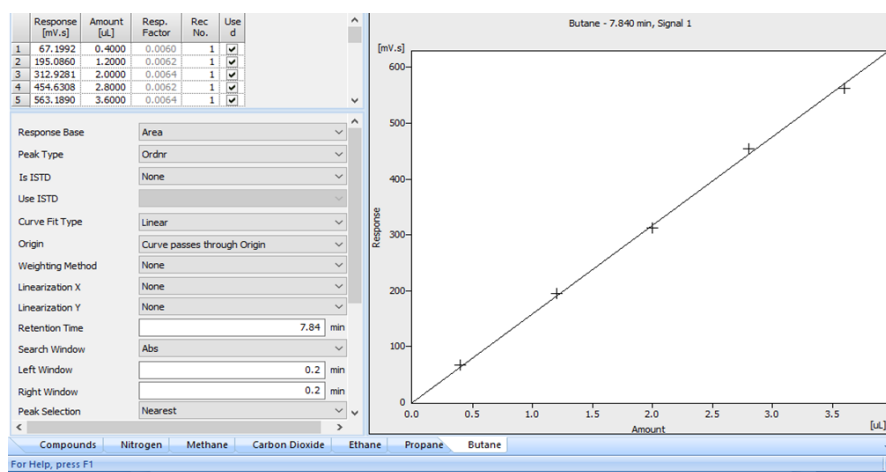 Response [mV.s] Amount [uL] Resp. Factor Rec No. Use d
1 67.1992 0.4000 0.0060 1
2 195.0860 1.2000 0.0062 1
3 312.9281 2.0000 0.0064 1
4 454.6308 2.8000 0.0062 1
5 563.1890 3.6000 0.0064 1
Response Base Area
Peak Type Ordnr
Is ISTD None
Use ISTD
Curve Fit Type Linear
Origin Curve passes through Origin
Weighting Method None
Linearization X None
Linearization Y None
Retention Time 7.84 min
Search Window Abs
Left Window 0.2 min
Right Window 0.2 min
Peak Selection Nearest
Butane - 7.840 min, Signal 1
[mV.s]
600
500
400
300
200
100
0
Response
0.0 0.5 1.0 1.5 2.0 2.5 3.0 3.5
Amount
[uL]
Compounds Nitrogen Methane Carbon Dioxide Ethane Propane Butane
For Help, press F1